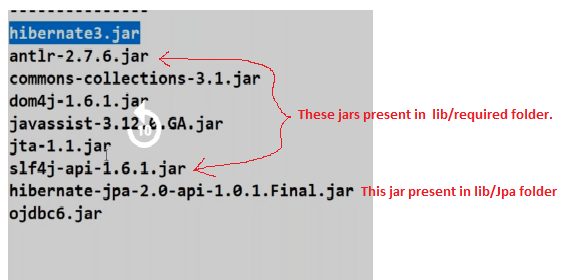 hibernate3.jar
antlr-2.7.6.jar
commons-collections-3.1.jar
dom4j-1.6.1.jar
These jars present in lib/required folder.
javassist-3.12.0.GA.jar
10
jta-1.1.jar
slf4j-api-1.6.1.jar
hibernate-jpa-2.0-api-1.0.1.Final.jar This jar present in lib/Jpa folder
ojdbc6.jar